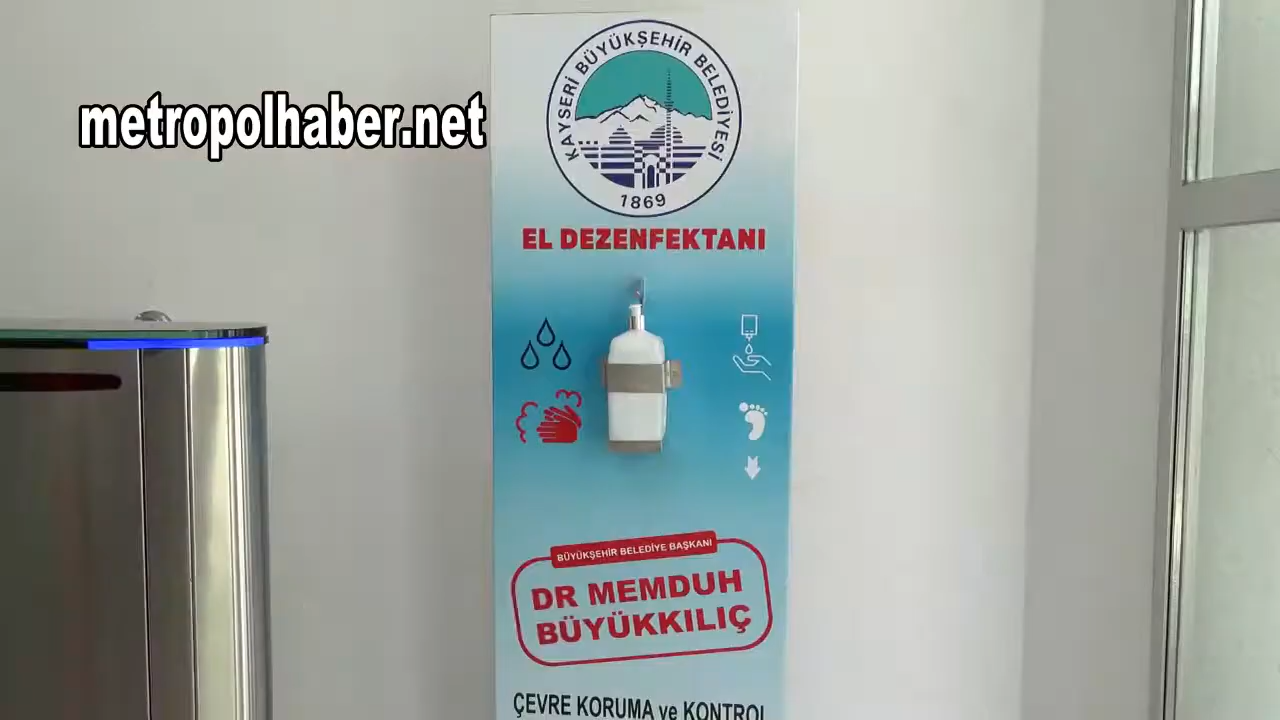 metropolhaber.net
KAYSERİ BÜYÜKŞEHİR BELEDİYESİ
1869
EL DEZENFEKTANI
BÜYÜKŞEHİR BELEDİYE BAŞKANI
DR MEMDUH
BÜYÜKKILIÇ
ÇEVRE KORUMA ve KONTROL